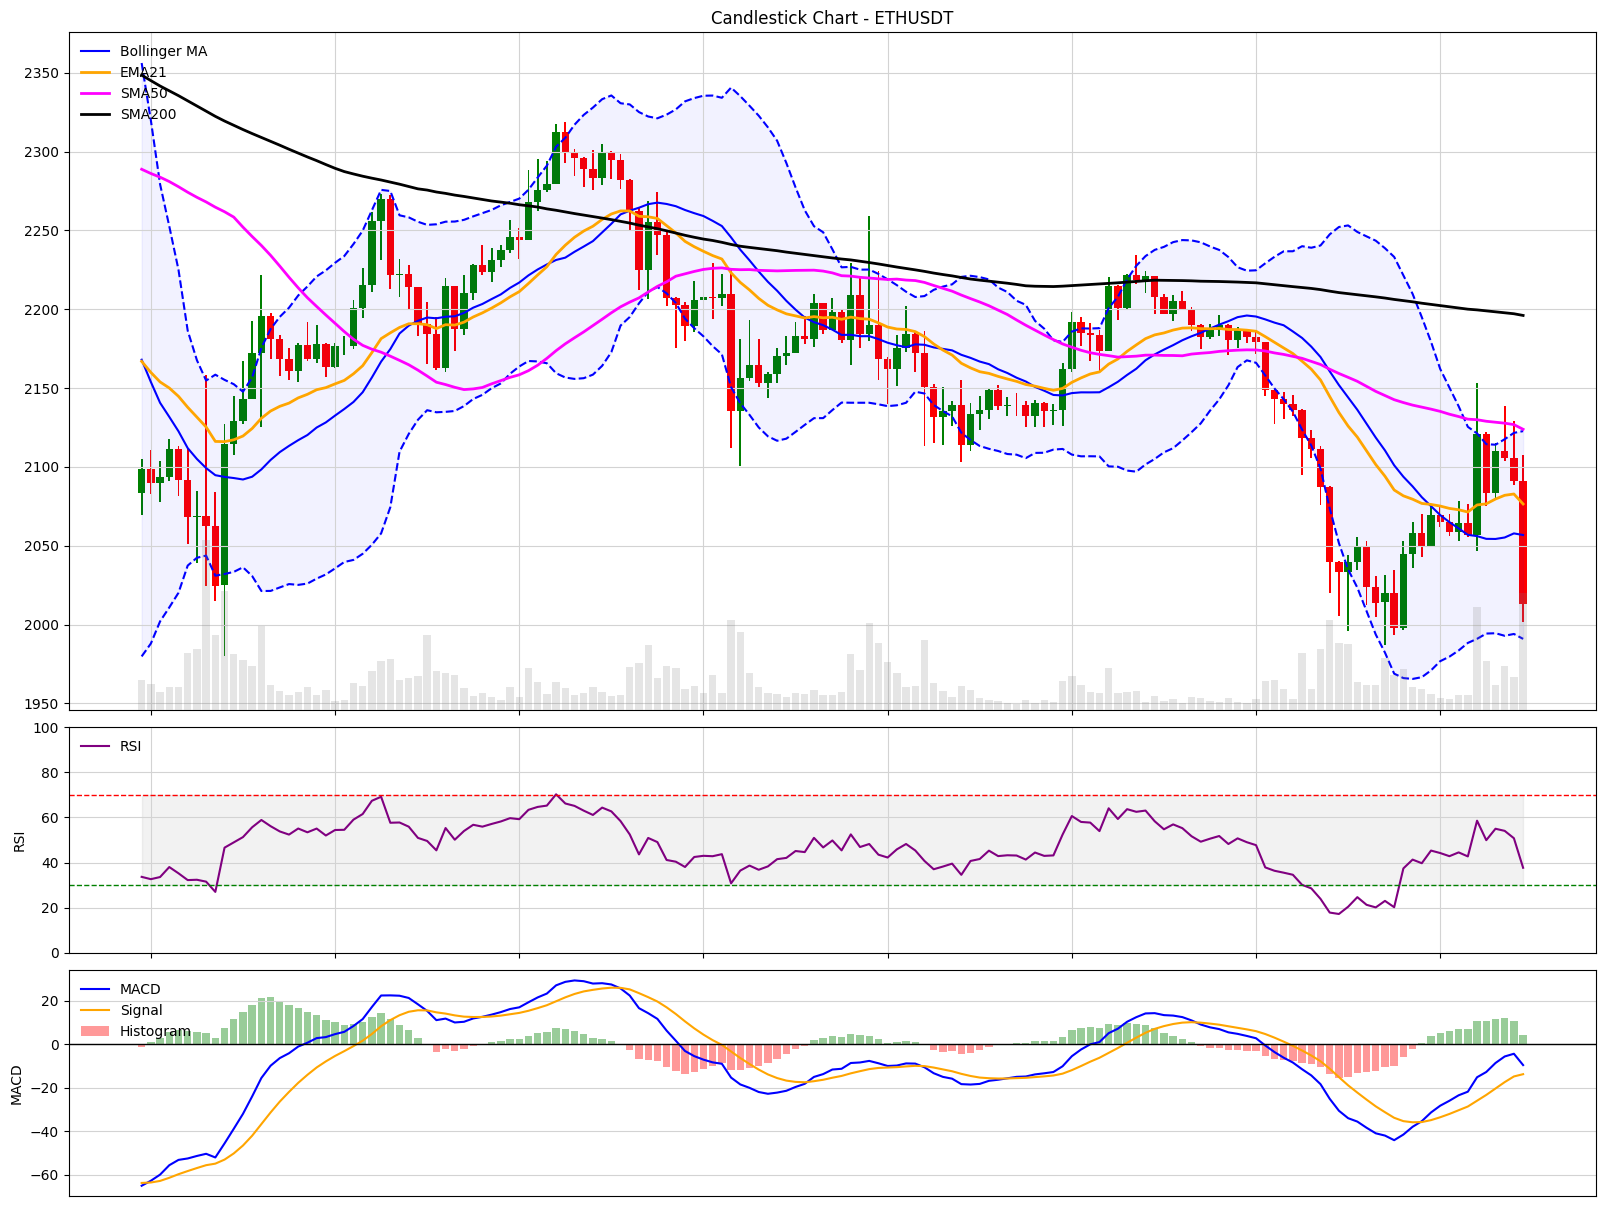 Candlestick Chart - ETHUSDT
Bollinger MA
EMA21
SMA50
SMA200
2350
2300
2250
2200
2150
2100
2050
2000
1950
RSI
100
80
60
40
20
0
RSI
MACD
Signal
Histogram
20
0
−20
−40
−60
MACD